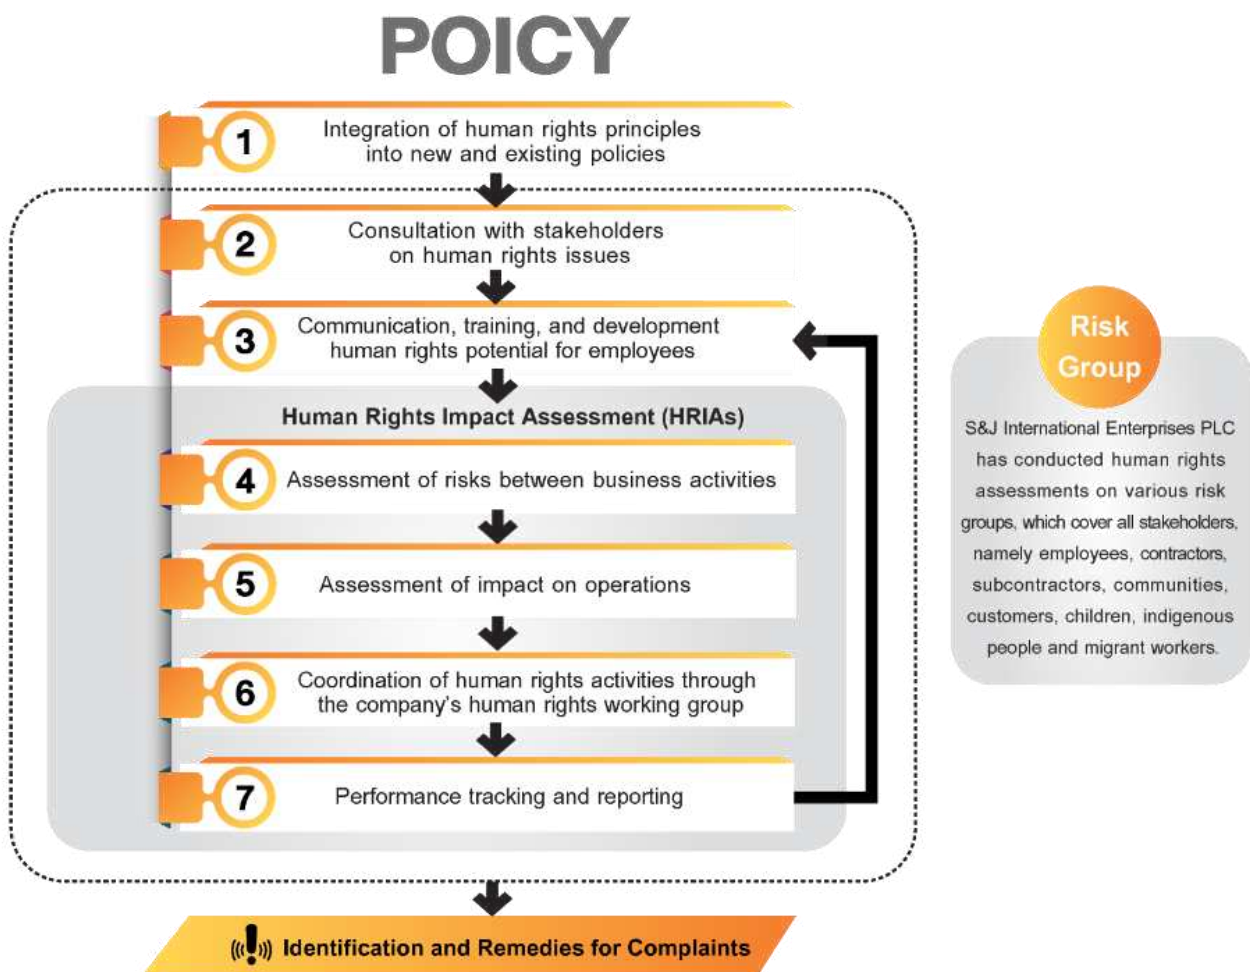 POICY
1
Integration of human rights principles
into new and existing policies
2
Consultation with stakeholders
on human rights issues
3
Communication, training, and development
human rights potential for employees
Human Rights Impact Assessment (HRIAs)
4
Assessment of risks between business activities
5
Assessment of impact on operations
6
Coordination of human rights activities through
the company's human rights working group
7
Performance tracking and reporting
Identification and Remedies for Complaints
Risk
Group
S&J International Enterprises PLC
has conducted human rights
assessments on various risk
groups, which cover all stakeholders,
namely employees, contractors,
subcontractors, communities,
customers, children, indigenous
people and migrant workers.